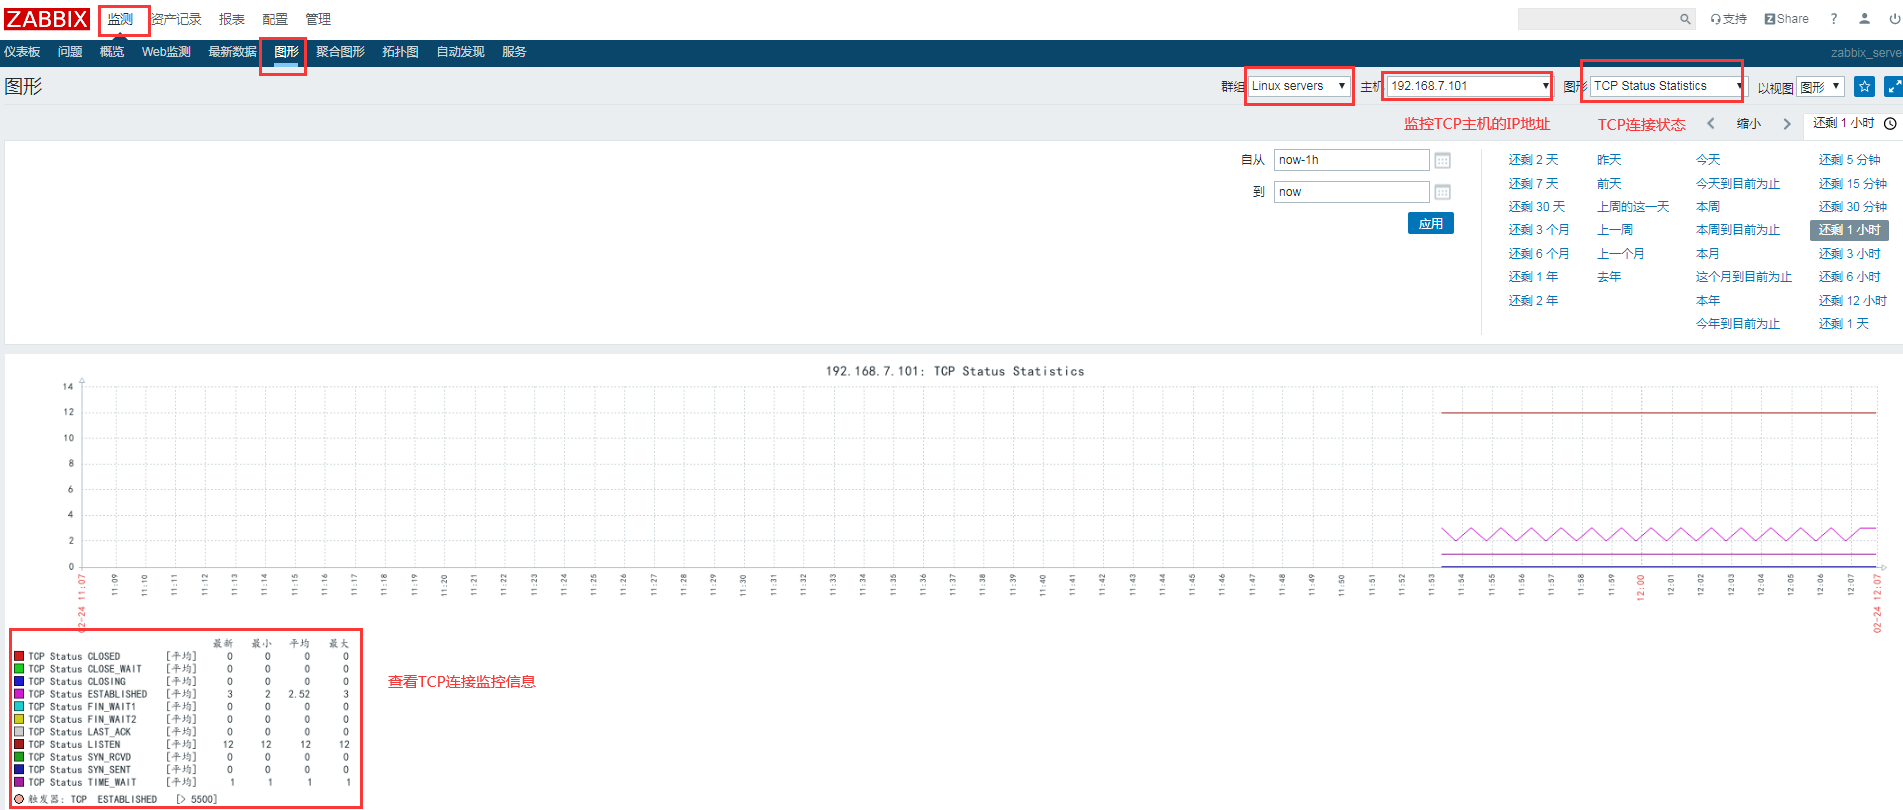 ZABBIX 监测 资产记录 报表 配置 管理 支持 Z Share ?
仪表板 问题 概览 Web监测 最新数据 图形 聚合图形 拓扑图 自动发现 服务 zabbix_serve
图形 群组 Linux servers 主机 192.168.7.101 图形 TCP Status Statistics 以视图 图形
监控TCP主机的IP地址 TCP连接状态 缩小 还剩 1 小时
自从 now-1h
到 now
应用
还剩 2 天 昨天 今天 还剩 5 分钟
还剩 7 天 前天 今天到目前为止 还剩 15 分钟
还剩 30 天 上周的这一天 本周 还剩 30 分钟
还剩 3 个月 上一周 本周到目前为止 还剩 1 小时
还剩 6 个月 上一个月 本月 还剩 3 小时
还剩 1 年 去年 这个月到目前为止 还剩 6 小时
还剩 2 年 本年 还剩 12 小时
今年到目前为止 还剩 1 天
192.168.7.101: TCP Status Statistics
14
12
10
8
6
4
2
0
02-24 11:07 11:09 11:10 11:11 11:12 11:13 11:14 11:15 11:16 11:17 11:18 11:19 11:20 11:21 11:22 11:23 11:24 11:25 11:26 11:27 11:28 11:29 11:30 11:31 11:32 11:33 11:34 11:35 11:36 11:37 11:38 11:39 11:40 11:41 11:42 11:43 11:44 11:45 11:46 11:47 11:48 11:49 11:50 11:51 11:52 11:53 11:54 11:55 11:56 11:57 11:58 11:59 12:00 12:01 12:02 12:03 12:04 12:05 12:06 12:07 02-24 12:07
最新 最小 平均 最大
TCP Status CLOSED [平均] 0 0 0 0
TCP Status CLOSE_WAIT [平均] 0 0 0 0
TCP Status CLOSING [平均] 0 0 0 0
TCP Status ESTABLISHED [平均] 3 2 2.52 3
TCP Status FIN_WAIT1 [平均] 0 0 0 0
TCP Status FIN_WAIT2 [平均] 0 0 0 0
TCP Status LAST_ACK [平均] 0 0 0 0
TCP Status LISTEN [平均] 12 12 12 12
TCP Status SYN_RCVD [平均] 0 0 0 0
TCP Status SYN_SENT [平均] 0 0 0 0
TCP Status TIME_WAIT [平均] 1 1 1 1
触发器: TCP ESTABLISHED [> 5500]
查看TCP连接监控信息